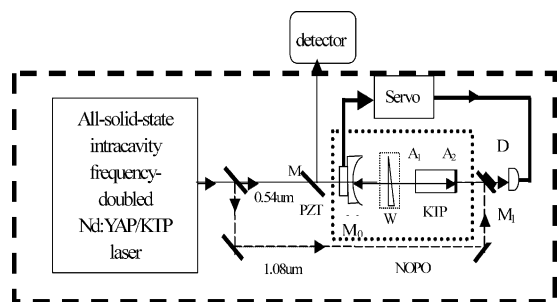 detector
All-solid-state
intracavity
frequency-
doubled
Nd:YAP/KTP
laser
Servo
D
M
0.54um
PZT
A1
A2
M0
W
KTP
M1
1.08um
NOPO